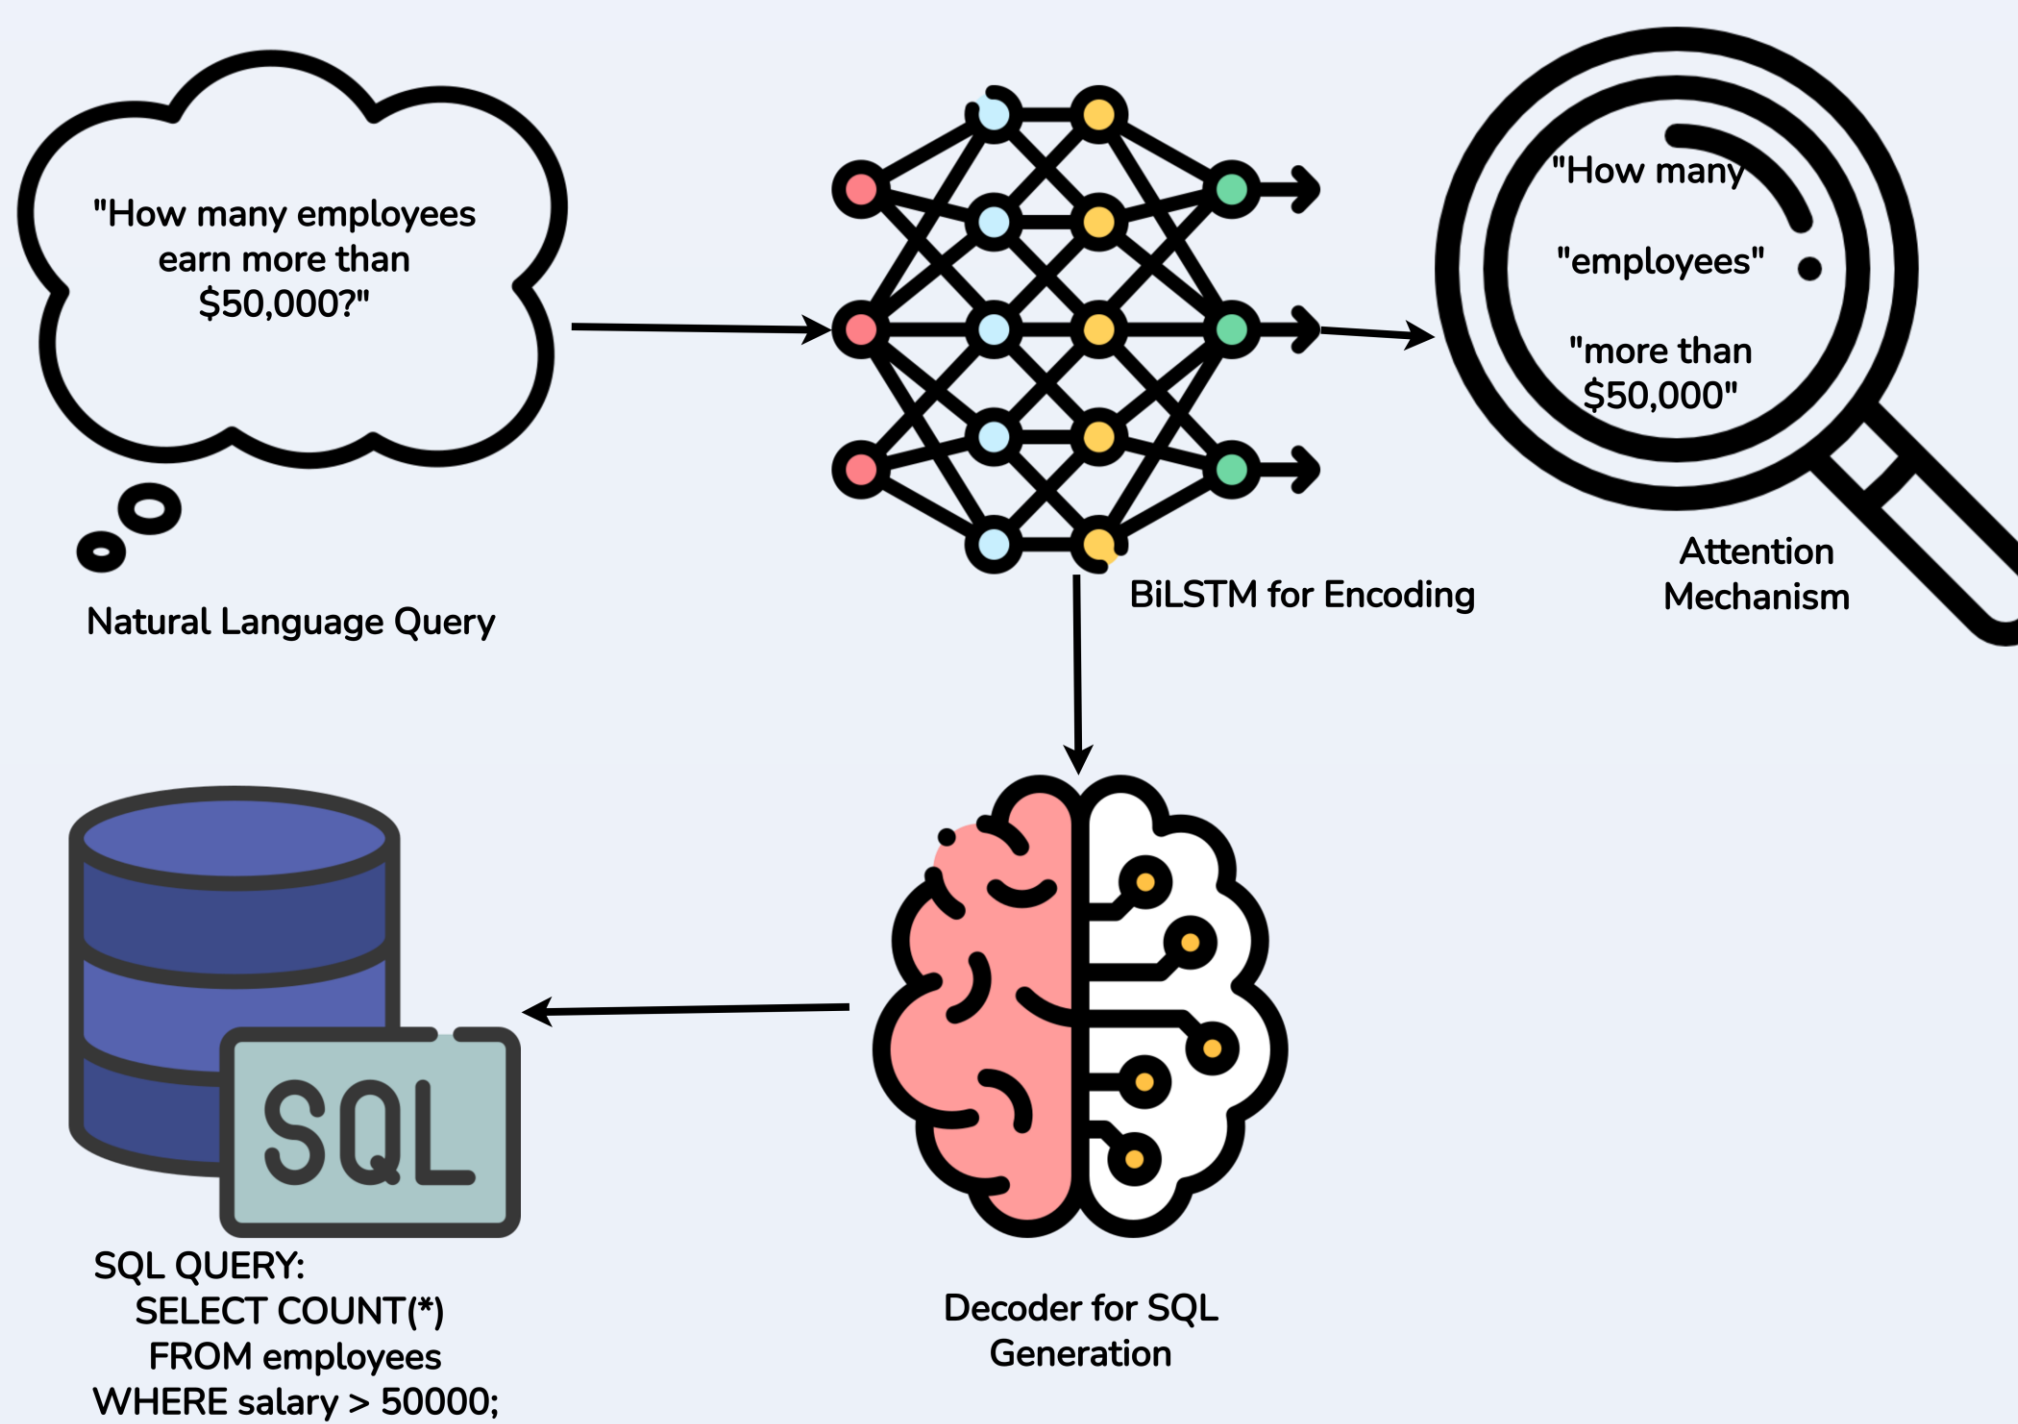 "How many employees
earn more than
$50,000?"
Natural Language Query
BiLSTM for Encoding
"How many
"employees"
"more than
$50,000"
Attention
Mechanism
Decoder for SQL
Generation
SQL
SQL QUERY:
SELECT COUNT(*)
FROM employees
WHERE salary > 50000;